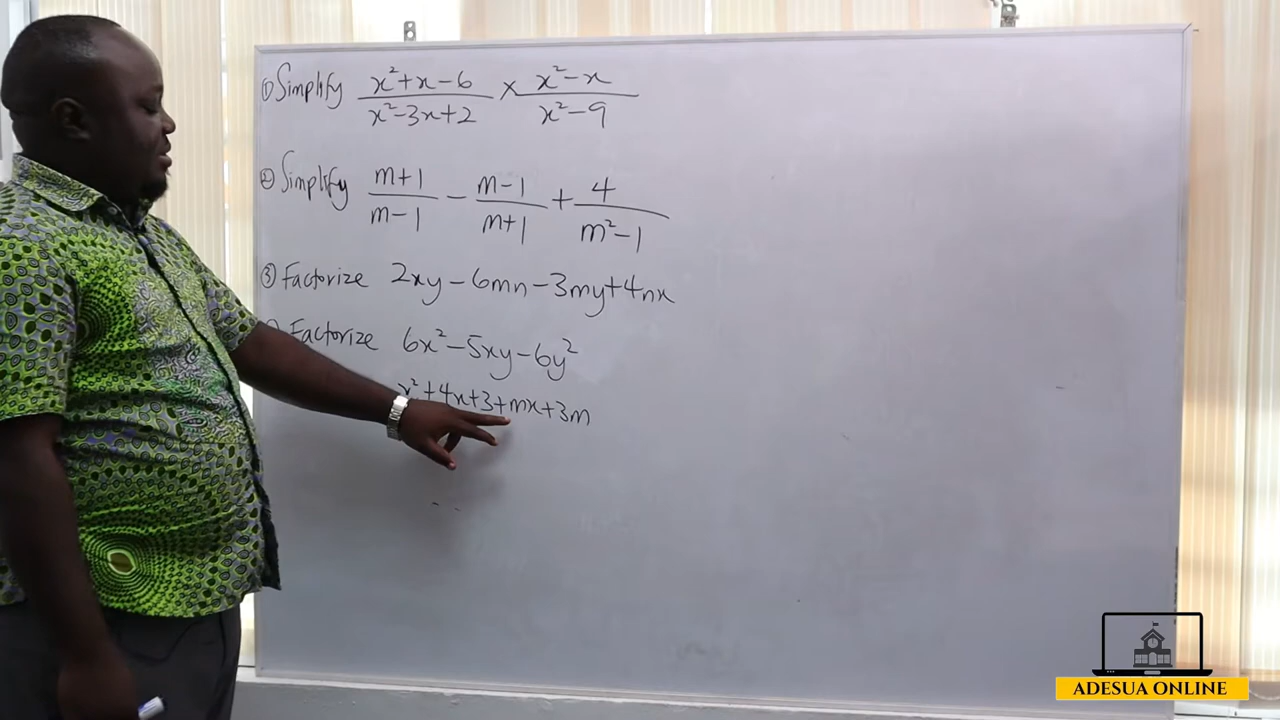 ① Simplify x²+x-6 / x²-3x+2 × x²-x / x²-9
② Simplify m+1 / m-1 - m-1 / m+1 + 4 / m²-1
③ Factorize 2xy-6mn-3my+4nx
Factorize 6x²-5xy-6y²
x²+4x+3+mx+3m
ADESUA ONLINE